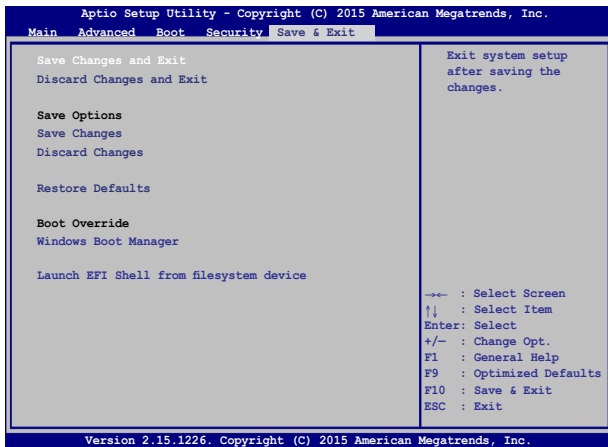 Aptio Setup Utility - Copyright (C) 2015 American Megatrends, Inc.
Main Advanced Boot Security Save & Exit
Save Changes and Exit
Discard Changes and Exit
Save Options
Save Changes
Discard Changes
Restore Defaults
Boot Override
Windows Boot Manager
Launch EFI Shell from filesystem device
Exit system setup
after saving the
changes.
→← : Select Screen
↑↓ : Select Item
Enter: Select
+/— : Change Opt.
F1 : General Help
F9 : Optimized Defaults
F10 : Save & Exit
ESC : Exit
Version 2.15.1226. Copyright (C) 2015 American Megatrends, Inc.